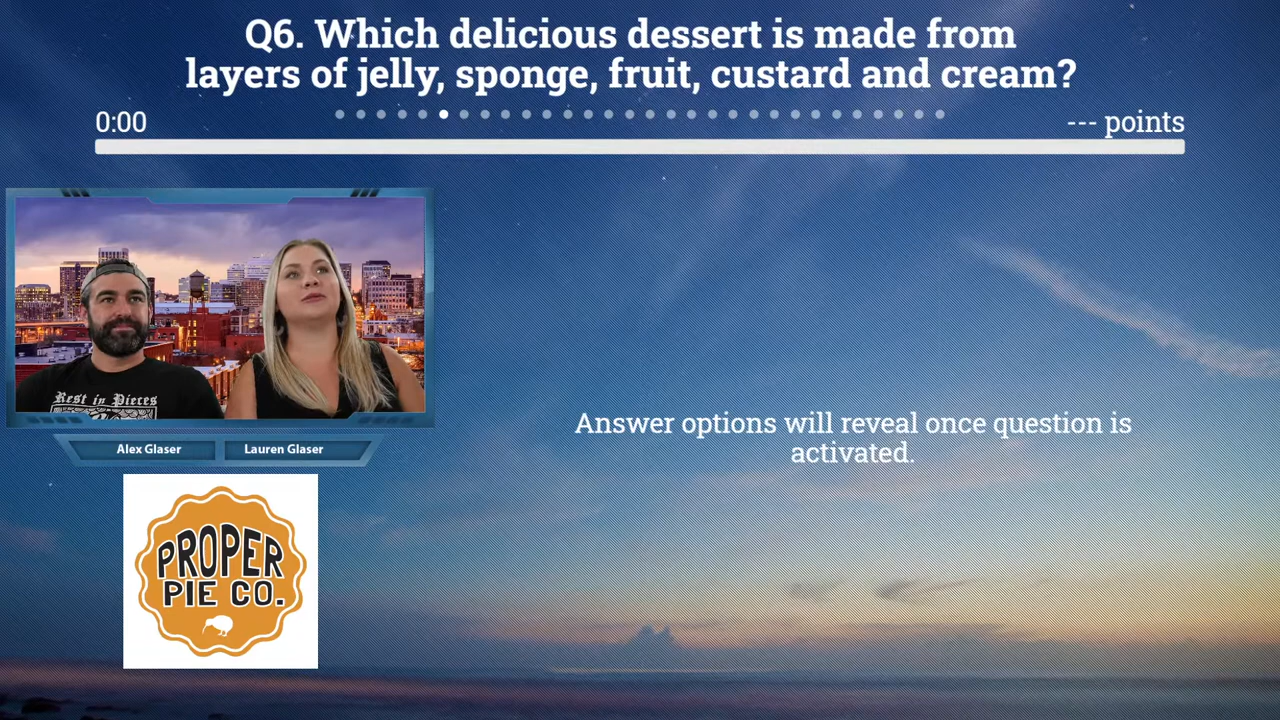 Q6. Which delicious dessert is made from
layers of jelly, sponge, fruit, custard and cream?
0:00
--- points
Rest in Pieces
Alex Glaser
Lauren Glaser
Answer options will reveal once question is
activated.
PROPER
PIE CO.